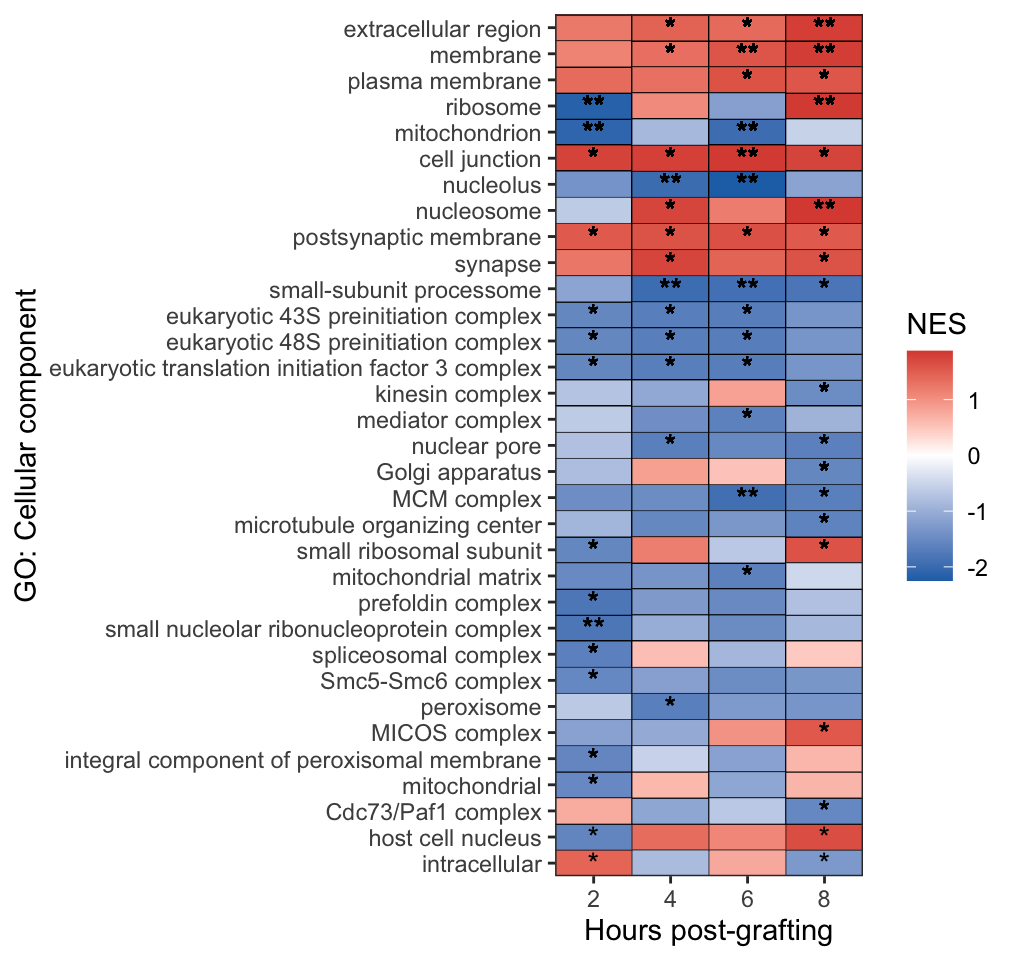 extracellular region * * **
membrane * ** **
plasma membrane * *
ribosome ** **
mitochondrion ** **
cell junction * * ** *
nucleolus ** **
nucleosome * **
postsynaptic membrane * * * *
synapse * *
small-subunit processome ** ** *
eukaryotic 43S preinitiation complex * * *
eukaryotic 48S preinitiation complex * * *
eukaryotic translation initiation factor 3 complex * * *
kinesin complex *
mediator complex *
nuclear pore * *
Golgi apparatus *
MCM complex ** *
microtubule organizing center *
small ribosomal subunit * *
mitochondrial matrix *
prefoldin complex *
small nucleolar ribonucleoprotein complex **
spliceosomal complex *
Smc5-Smc6 complex *
peroxisome *
MICOS complex *
integral component of peroxisomal membrane *
mitochondrial *
Cdc73/Paf1 complex *
host cell nucleus * *
intracellular * *
2 4 6 8
Hours post-grafting
GO: Cellular component
NES
1
0
-1
-2